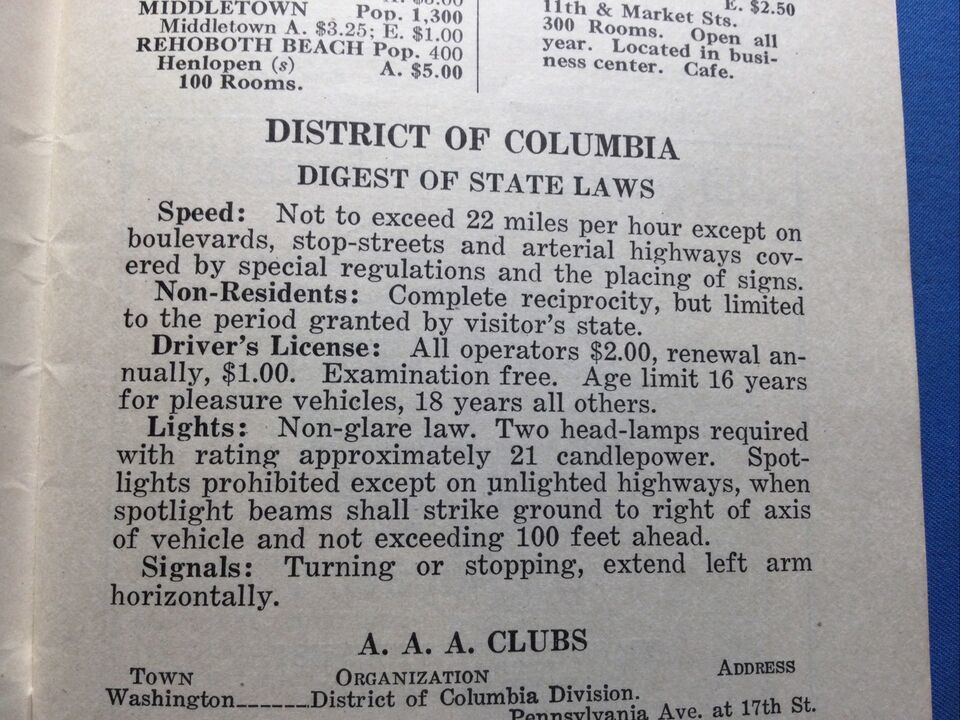 MIDDLETOWN Pop. 1,300
Middletown A. $3.25; E. $1.00
REHOBOTH BEACH Pop. 400
Henlopen (s) A. $5.00
100 Rooms.
E. $2.50
11th & Market Sts.
300 Rooms. Open all
year. Located in busi-
ness center. Cafe.
DISTRICT OF COLUMBIA
DIGEST OF STATE LAWS
Speed: Not to exceed 22 miles per hour except on
boulevards, stop-streets and arterial highways cov-
ered by special regulations and the placing of signs.
Non-Residents: Complete reciprocity, but limited
to the period granted by visitor's state.
Driver's License: All operators $2.00, renewal an-
nually, $1.00. Examination free. Age limit 16 years
for pleasure vehicles, 18 years all others.
Lights: Non-glare law. Two head-lamps required
with rating approximately 21 candlepower. Spot-
lights prohibited except on unlighted highways, when
spotlight beams shall strike ground to right of axis
of vehicle and not exceeding 100 feet ahead.
Signals: Turning or stopping, extend left arm
horizontally.
A. A. A. CLUBS
TOWN ORGANIZATION ADDRESS
Washington______District of Columbia Division.
Pennsylvania Ave. at 17th St.